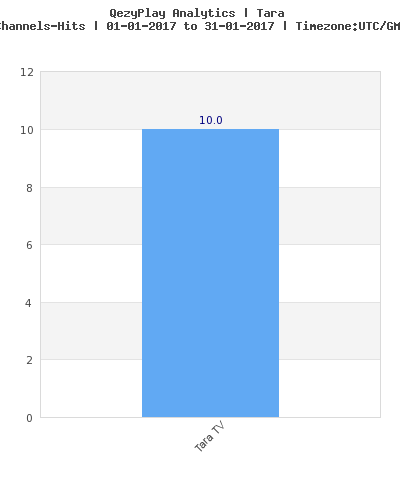 QezyPlay Analytics | Tara
Channels-Hits | 01-01-2017 to 31-01-2017 | Timezone:UTC/GM
12
10.0
10
8
6
4
2
0
Tara TV